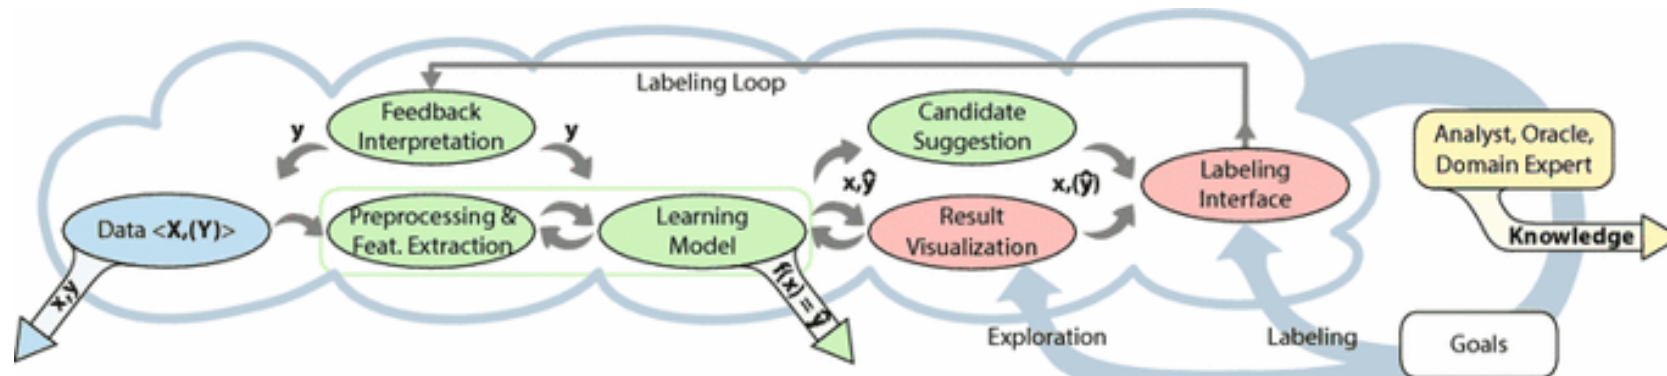 Labeling Loop
Feedback
Interpretation
y
y
Candidate
Suggestion
Analyst, Oracle,
Domain Expert
Labeling
Interface
x,ŷ
x,(ŷ)
Data <X,(Y)>
Preprocessing &
Feat. Extraction
Learning
Model
Result
Visualization
Knowledge
x,y
f(x) = ŷ
Exploration
Labeling
Goals